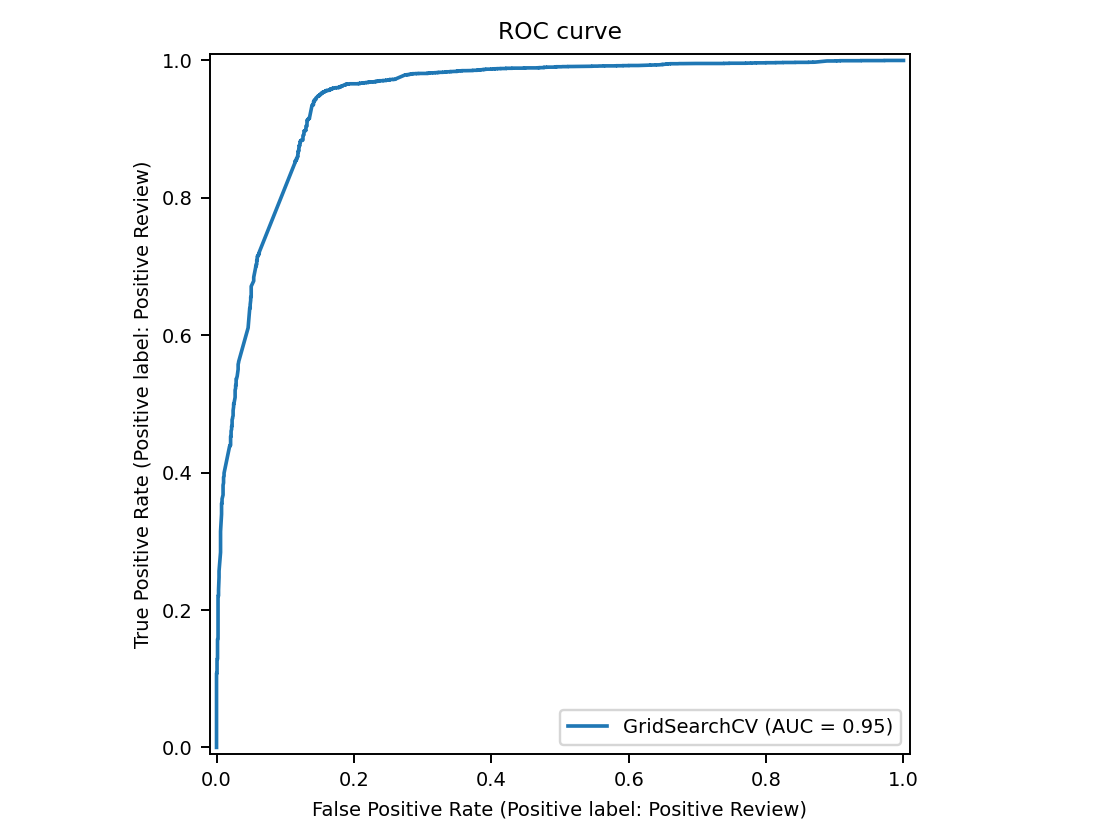 ROC curve
True Positive Rate (Positive label: Positive Review)
1.0
0.8
0.6
0.4
0.2
0.0
GridSearchCV (AUC = 0.95)
0.0 0.2 0.4 0.6 0.8 1.0
False Positive Rate (Positive label: Positive Review)